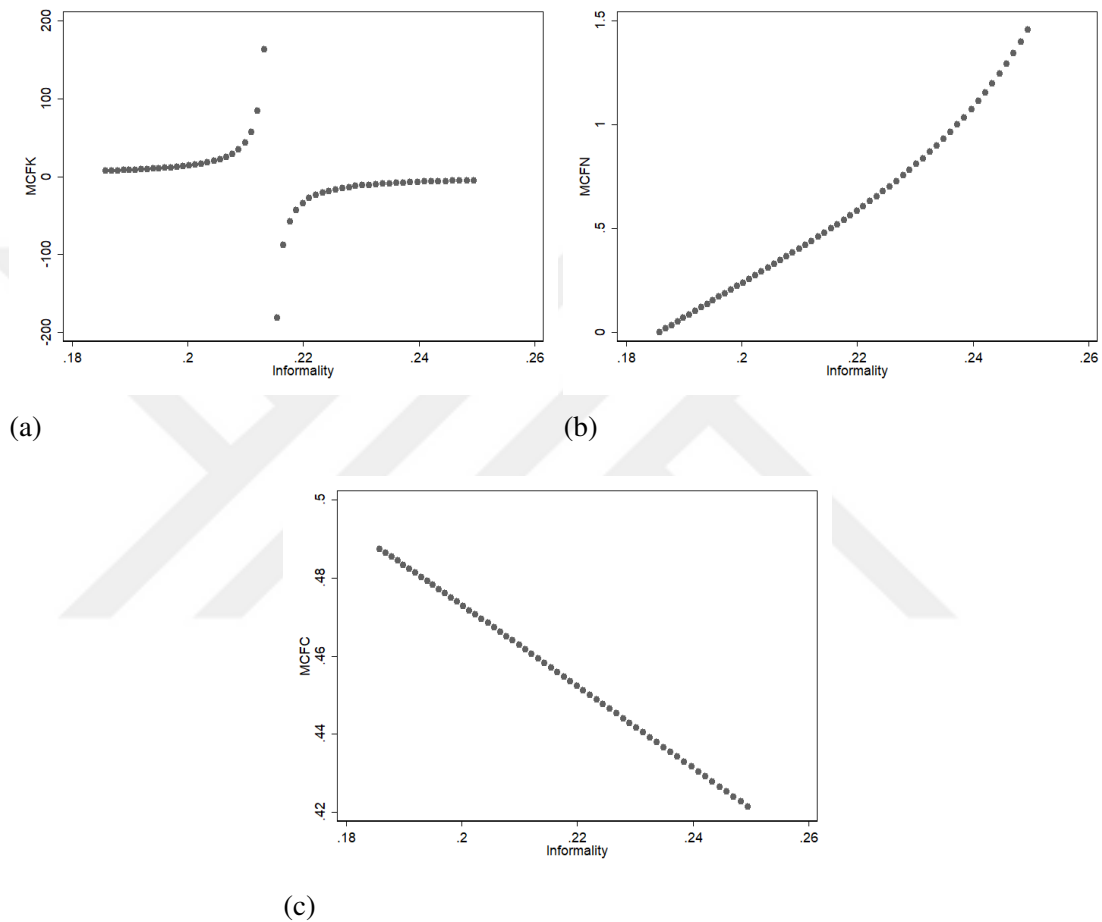 200
100
0
-100
-200
MCFK
.18 .2 .22 .24 .26
Informality
1.5
1
.5
0
MCFN
.18 .2 .22 .24 .26
Informality
(a)
(b)
.5
.48
.46
.44
.42
MCFC
.18 .2 .22 .24 .26
Informality
(c)